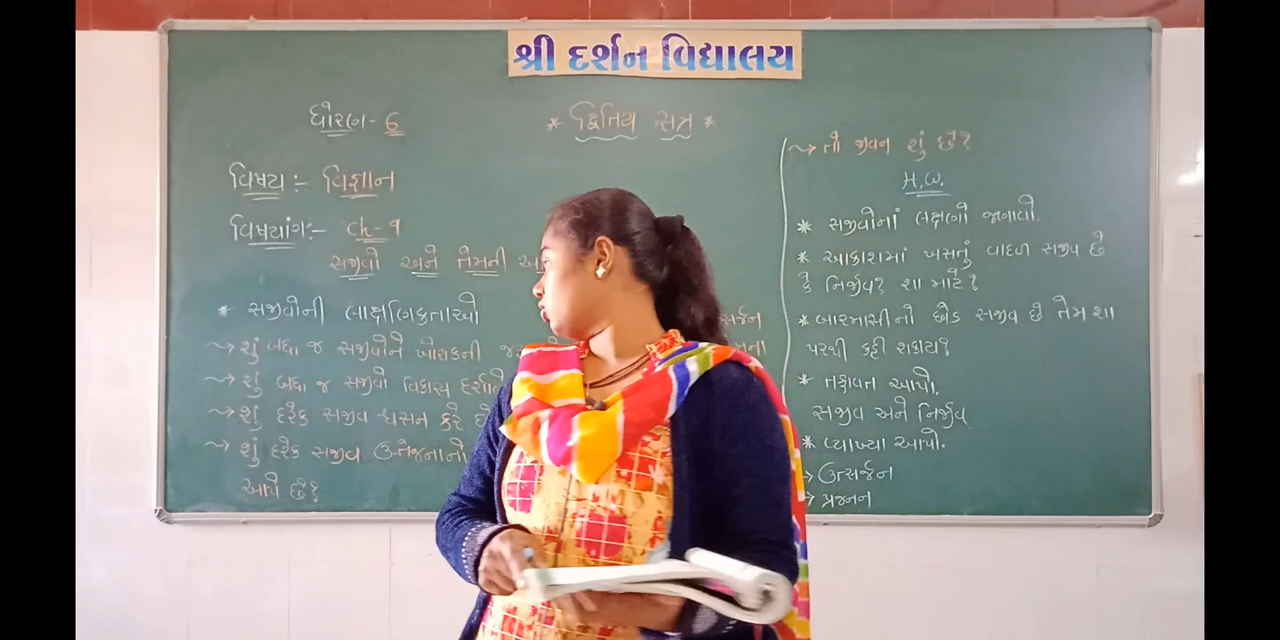 શ્રી દર્શન વિદ્યાલય
ધોરણ - 6
* દ્વિતિય સત્ર *
વિષય :- વિજ્ઞાન
વિષયાંગ:- ch - ૧
સજીવો અને તેમની
* સજીવોની લાક્ષણિકતાઓ
~> શું બધા જ સજીવોને ખોરાકની
~> શું બધા જ સજીવો વિકાસ દર્શાવે
~> શું દરેક સજીવ શ્વસન કરે છે
~> શું દરેક સજીવ ઉત્તેજનાનો
આપે છે?
~> તો જીવન શું છે?
H.W.
* સજીવોનાં લક્ષણો જણાવો.
* આકાશમાં ખસતું વાદળ સજીવ છે
કે નિર્જીવ? શા માટે?
* બારમાસીનો છોડ સજીવ છે તેમ શા
પરથી કહી શકાય?
* તફાવત આપો.
સજીવ અને નિર્જીવ
* વ્યાખ્યા આપો.
-> ઉત્સર્જન
-> પ્રજનન